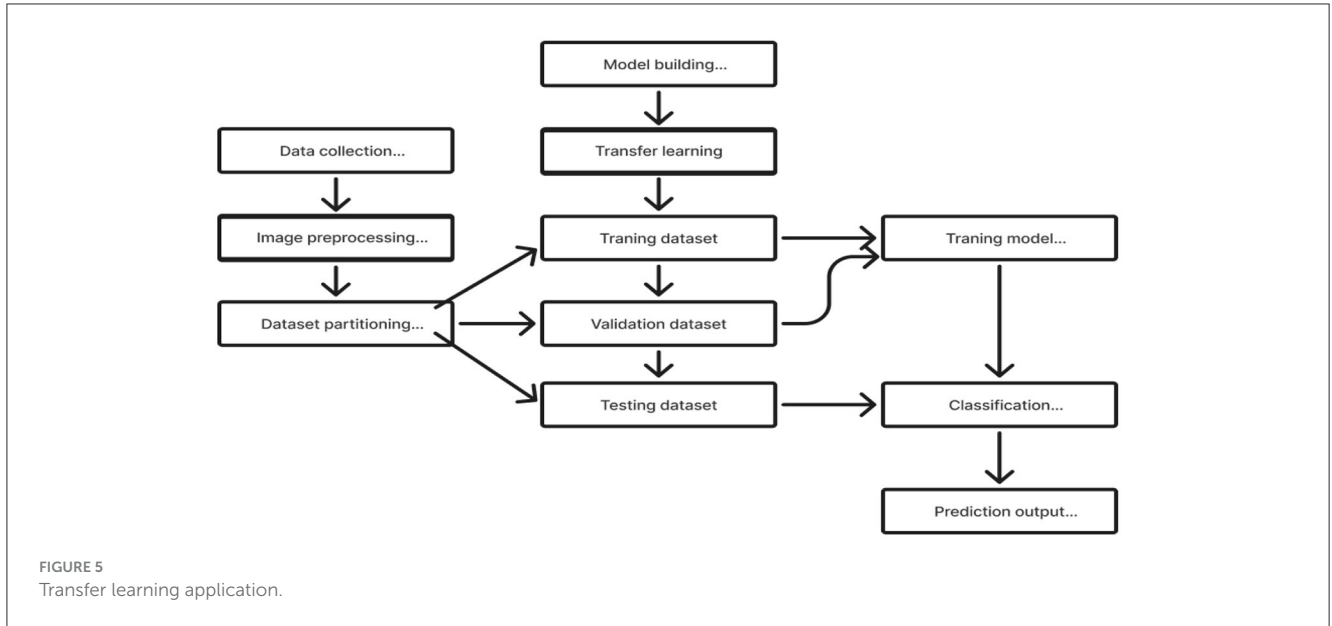 Model building...
Data collection...
Transfer learning
Image preprocessing...
Traning dataset
Traning model...
Dataset partitioning...
Validation dataset
Testing dataset
Classification...
Prediction output...
FIGURE 5
Transfer learning application.